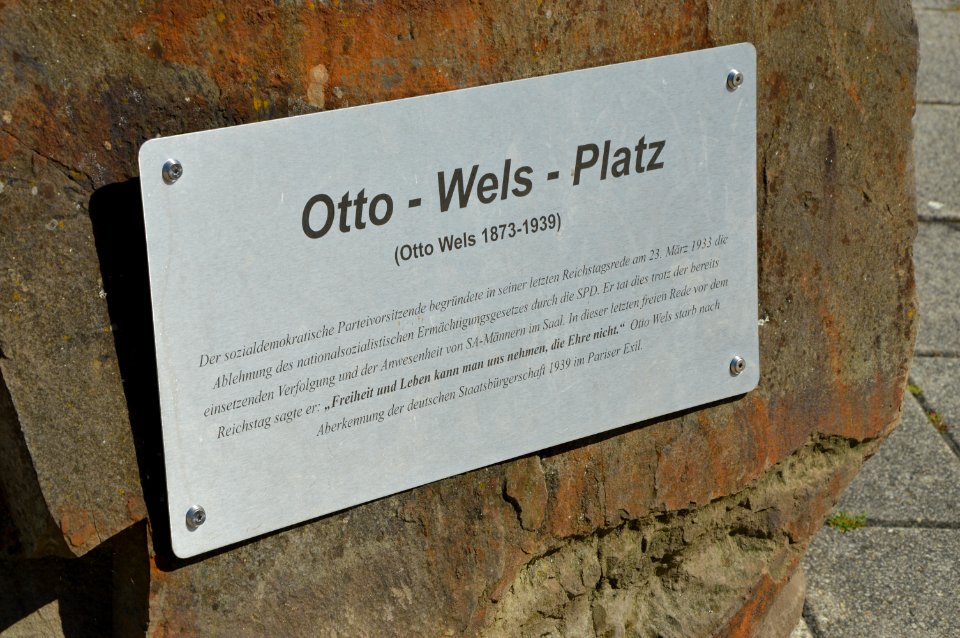 Otto - Wels - Platz
(Otto Wels 1873-1939)
Der sozialdemokratische Parteivorsitzende begründete in seiner letzten Reichstagsrede am 23. März 1933 die
Ablehnung des nationalsozialistischen Ermächtigungsgesetzes durch die SPD. Er tat dies trotz der bereits
einsetzenden Verfolgung und der Anwesenheit von SA-Männern im Saal. In dieser letzten freien Rede vor dem
Reichstag sagte er: „Freiheit und Leben kann man uns nehmen, die Ehre nicht.“ Otto Wels starb nach
Aberkennung der deutschen Staatsbürgerschaft 1939 im Pariser Exil.